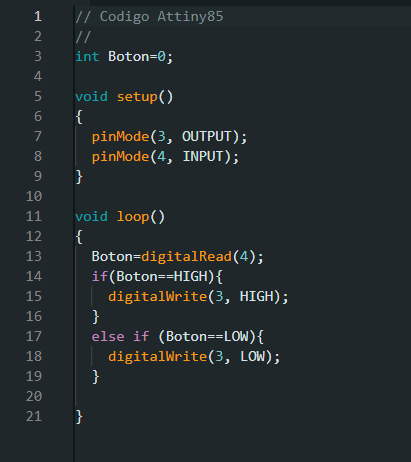 1 // Codigo Attiny85
2 //
3 int Boton=0;
4
5 void setup()
6 {
7   pinMode(3, OUTPUT);
8   pinMode(4, INPUT);
9 }
10
11 void loop()
12 {
13   Boton=digitalRead(4);
14   if(Boton==HIGH){
15     digitalWrite(3, HIGH);
16   }
17   else if (Boton==LOW){
18     digitalWrite(3, LOW);
19   }
20
21 }